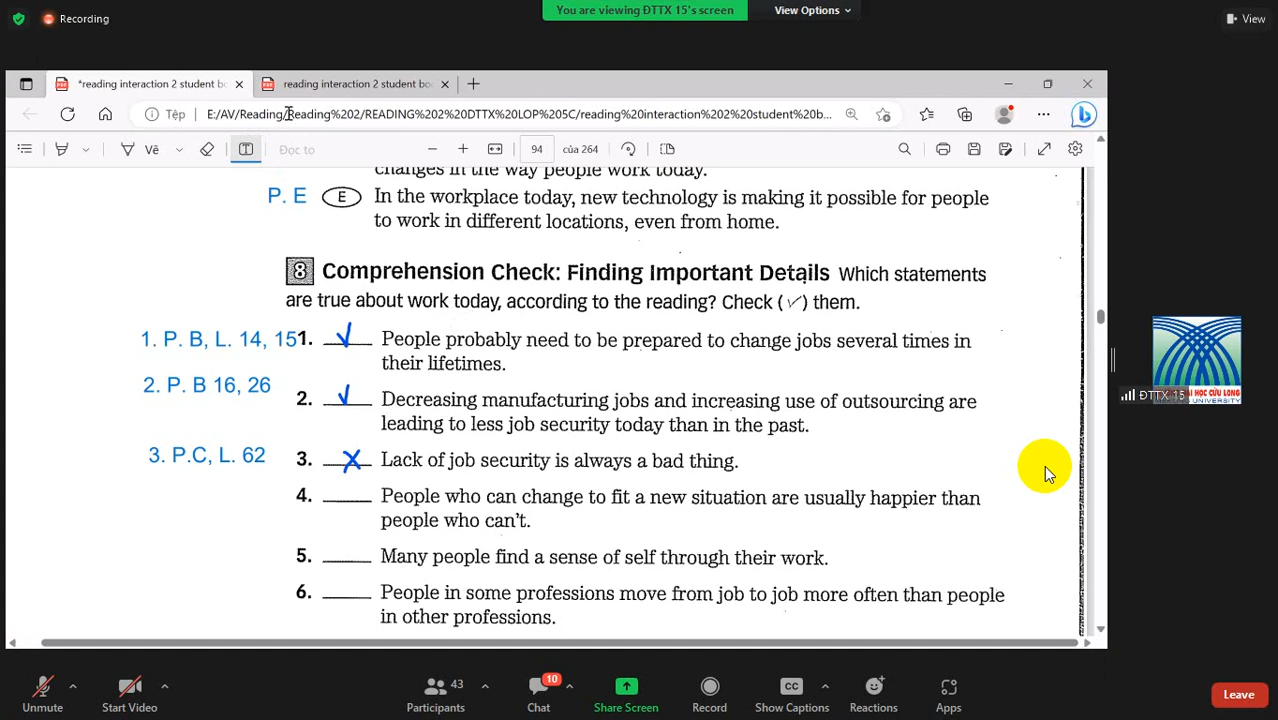 Recording
You are viewing ĐTTX 15's screen
View Options
View
*reading interaction 2 student bo
reading interaction 2 student bo
Tệp
E:/AV/Reading/Reading%202/READING%202%20DTTX%20LOP%205C/reading%20interaction%202%20student%20b...
Vẽ
Đọc to
94
của 264
changes in the way people work today.
P. E
E
In the workplace today, new technology is making it possible for people
to work in different locations, even from home.
8 Comprehension Check: Finding Important Details Which statements
are true about work today, according to the reading? Check (✓) them.
1. P. B, L. 14, 15
1. ✓ People probably need to be prepared to change jobs several times in
their lifetimes.
2. P. B 16, 26
2. ✓ Decreasing manufacturing jobs and increasing use of outsourcing are
leading to less job security today than in the past.
3. P.C, L. 62
3. X Lack of job security is always a bad thing.
4. ____ People who can change to fit a new situation are usually happier than
people who can't.
5. ____ Many people find a sense of self through their work.
6. ____ People in some professions move from job to job more often than people
in other professions.
HỌC CỬU LONG
UNIVERSITY
ĐTTX 15
Unmute
Start Video
43
Participants
10
Chat
Share Screen
Record
CC
Show Captions
Reactions
Apps
Leave